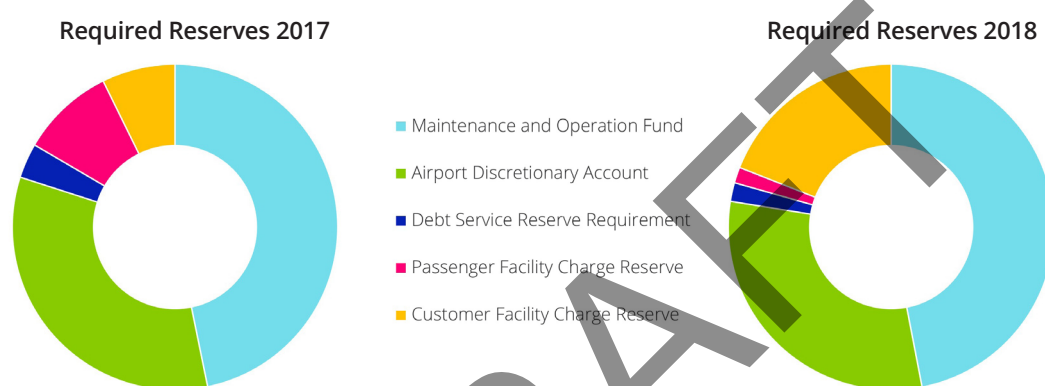 Required Reserves 2017
Required Reserves 2018
Maintenance and Operation Fund
Airport Discretionary Account
Debt Service Reserve Requirement
Passenger Facility Charge Reserve
Customer Facility Charge Reserve